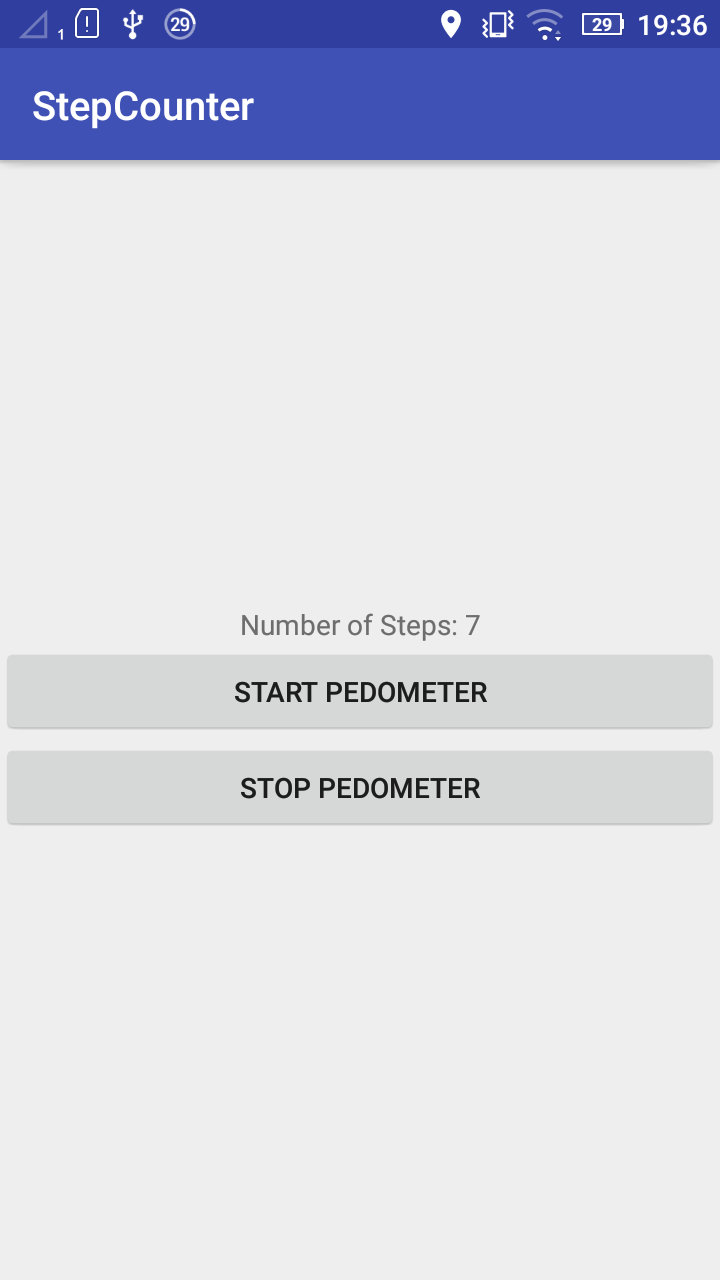 1 29 29 19:36
StepCounter
Number of Steps: 7
START PEDOMETER
STOP PEDOMETER